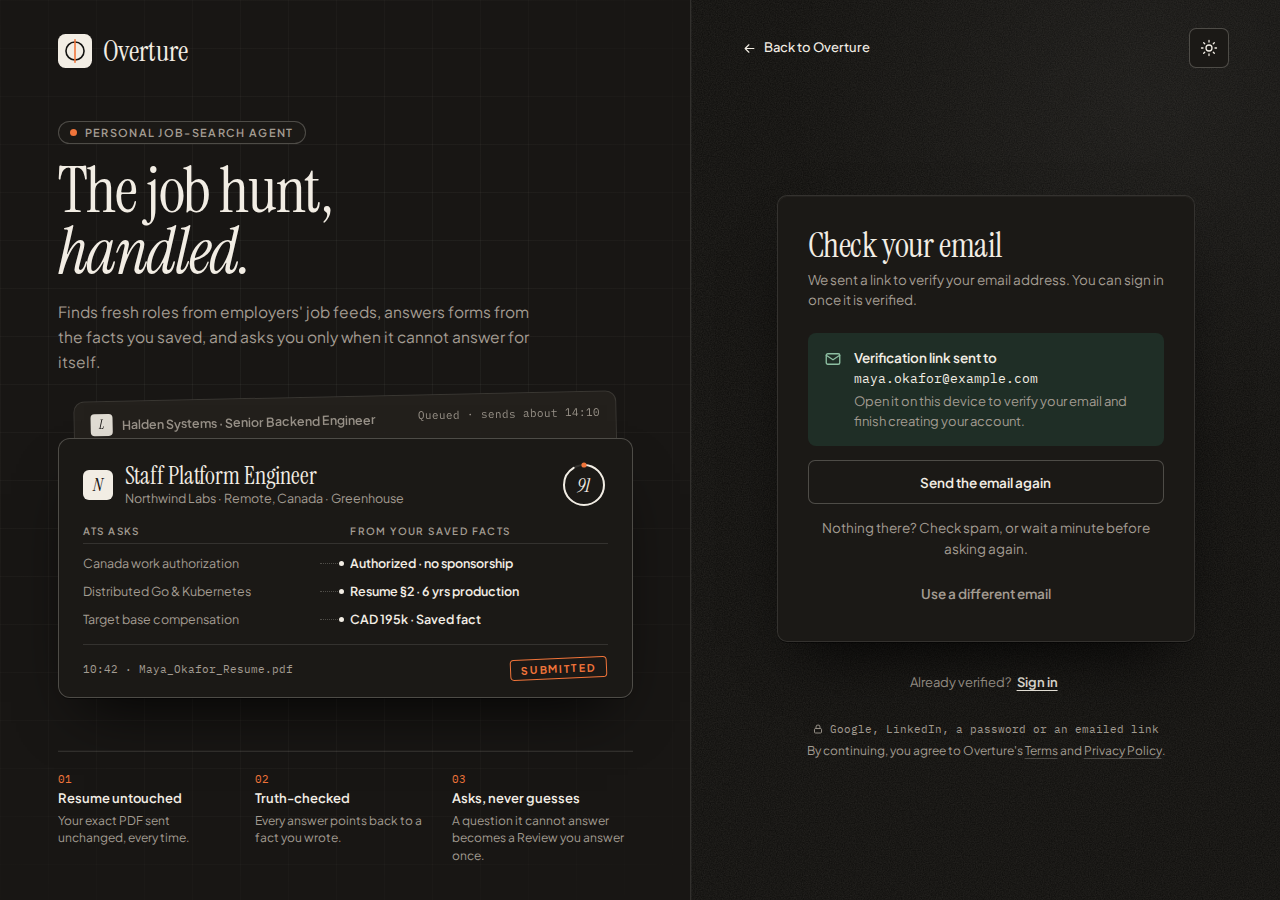 Overture
PERSONAL JOB-SEARCH AGENT
The job hunt,
handled.
Finds fresh roles from employers' job feeds, answers forms from
the facts you saved, and asks you only when it cannot answer for
itself.
L Halden Systems · Senior Backend Engineer Queued · sends about 14:10
N Staff Platform Engineer 91
Northwind Labs · Remote, Canada · Greenhouse
ATS ASKS FROM YOUR SAVED FACTS
Canada work authorization Authorized · no sponsorship
Distributed Go & Kubernetes Resume §2 · 6 yrs production
Target base compensation CAD 195k · Saved fact
10:42 · Maya_Okafor_Resume.pdf SUBMITTED
01
Resume untouched
Your exact PDF sent
unchanged, every time.
02
Truth-checked
Every answer points back to a
fact you wrote.
03
Asks, never guesses
A question it cannot answer
becomes a Review you answer
once.
← Back to Overture
Check your email
We sent a link to verify your email address. You can sign in
once it is verified.
Verification link sent to
maya.okafor@example.com
Open it on this device to verify your email and
finish creating your account.
Send the email again
Nothing there? Check spam, or wait a minute before
asking again.
Use a different email
Already verified? Sign in
Google, LinkedIn, a password or an emailed link
By continuing, you agree to Overture's Terms and Privacy Policy.